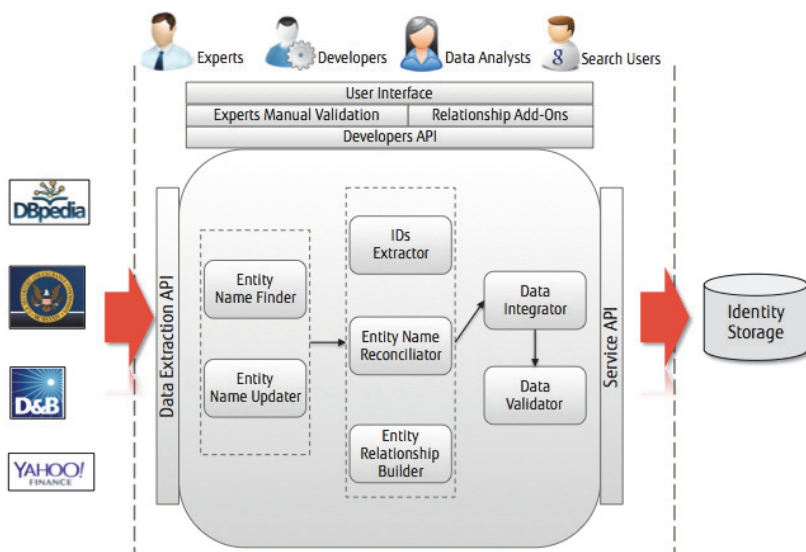 Experts
Developers
Data Analysts
Search Users
g
User Interface
Experts Manual Validation
Relationship Add-Ons
Developers API
DBpedia
D&B
YAHOO!
FINANCE
Data Extraction API
Entity
Name Finder
Entity
Name Updater
IDs
Extractor
Entity Name
Reconciliator
Entity
Relationship
Builder
Data
Integrator
Data
Validator
Service API
Identity
Storage